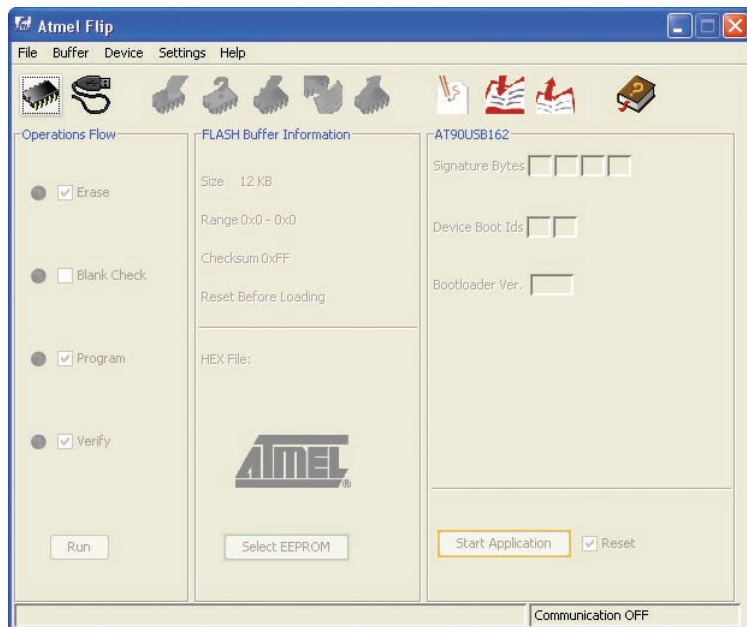 Atmel Flip
File Buffer Device Settings Help
Operations Flow
Erase
Blank Check
Program
Verify
Run
FLASH Buffer Information
Size 12 KB
Range 0x0 - 0x0
Checksum 0xFF
Reset Before Loading
HEX File:
ATMEL
®
Select EEPROM
AT90USB162
Signature Bytes
Device Boot Ids
Bootloader Ver.
Start Application
Reset
Communication OFF